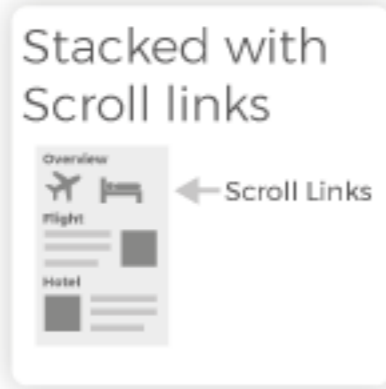 Stacked with
Scroll links
Overview
Scroll Links
Flight
Hotel